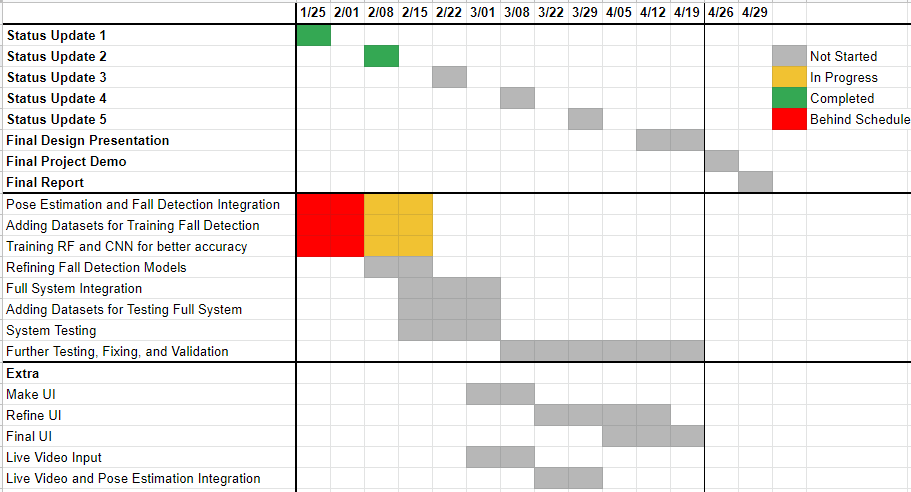 1/25 2/01 2/08 2/15 2/22 3/01 3/08 3/22 3/29 4/05 4/12 4/19 4/26 4/29
Status Update 1
Status Update 2 Not Started
Status Update 3 In Progress
Status Update 4 Completed
Status Update 5 Behind Schedule
Final Design Presentation
Final Project Demo
Final Report
Pose Estimation and Fall Detection Integration
Adding Datasets for Training Fall Detection
Training RF and CNN for better accuracy
Refining Fall Detection Models
Full System Integration
Adding Datasets for Testing Full System
System Testing
Further Testing, Fixing, and Validation
Extra
Make UI
Refine UI
Final UI
Live Video Input
Live Video and Pose Estimation Integration